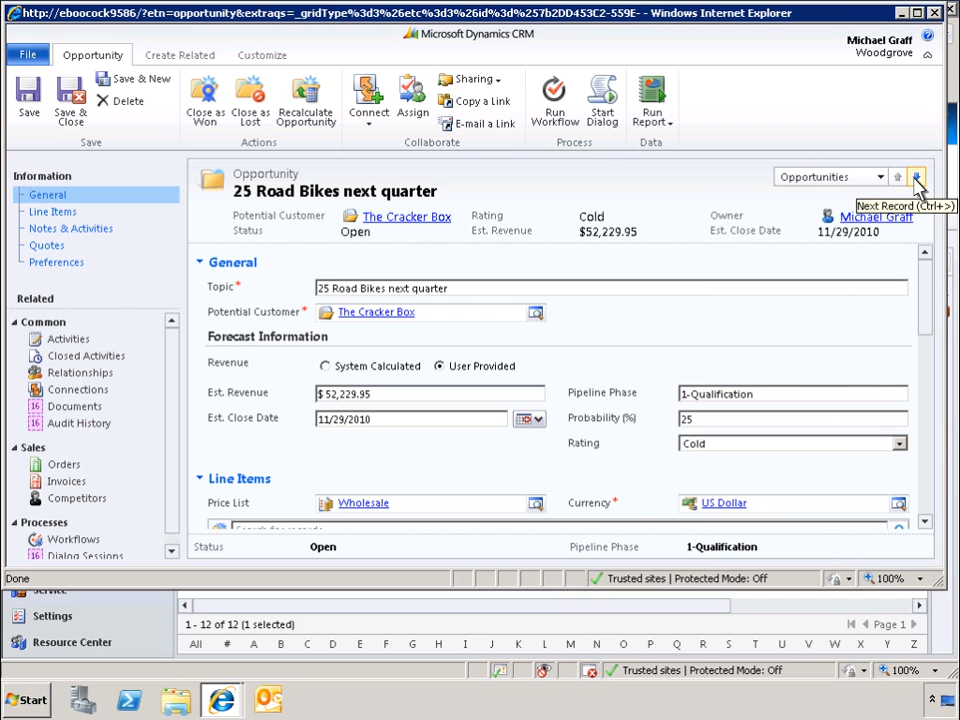 http://eboocock9586/?etn=opportunity&extraqs=_gridType%3d3%26etc%3d3%26id%3d%257b2DD453C2-559E- - Windows Internet Explorer
Microsoft Dynamics CRM
File
Opportunity
Create Related
Customize
Michael Graff
Woodgrove
Save
Save & Close
Save & New
Delete
Save
Close as Won
Close as Lost
Recalculate Opportunity
Actions
Connect
Assign
Sharing
Copy a Link
E-mail a Link
Collaborate
Run Workflow
Start Dialog
Process
Run Report
Data
Information
General
Line Items
Notes & Activities
Quotes
Preferences
Related
Common
Activities
Closed Activities
Relationships
Connections
16 Documents
16 Audit History
Sales
Orders
Invoices
Competitors
Processes
Workflows
16 Dialog Sessions
Opportunity
25 Road Bikes next quarter
Opportunities
Next Record (Ctrl+>)
Potential Customer The Cracker Box Rating Cold Owner Michael Graff
Status Open Est. Revenue $52,229.95 Est. Close Date 11/29/2010
General
Topic* 25 Road Bikes next quarter
Potential Customer* The Cracker Box
Forecast Information
Revenue System Calculated User Provided
Est. Revenue $ 52,229.95 Pipeline Phase 1-Qualification
Est. Close Date 11/29/2010 Probability (%) 25
Rating Cold
Line Items
Price List Wholesale Currency* US Dollar
Search for records
Status Open Pipeline Phase 1-Qualification
Done Trusted sites | Protected Mode: Off 100%
Service
Settings
Resource Center
1 - 12 of 12 (1 selected) Page 1
All # A B C D E F G H I J K L M N O P Q R S T U V W X Y Z
Trusted sites | Protected Mode: Off 100%
Start